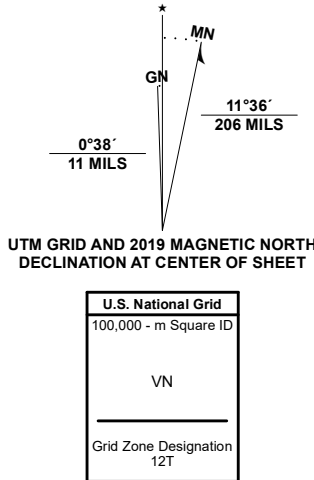 ★
MN
GN
11°36´
206 MILS
0°38´
11 MILS
UTM GRID AND 2019 MAGNETIC NORTH
DECLINATION AT CENTER OF SHEET
U.S. National Grid
100,000 - m Square ID
VN
Grid Zone Designation
12T